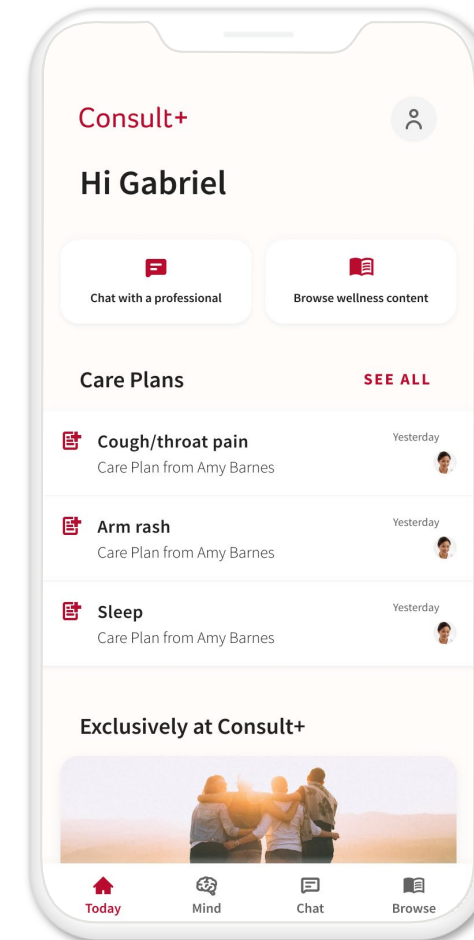 Consult+
Hi Gabriel
Chat with a professional
Browse wellness content
Care Plans
SEE ALL
Cough/throat pain
Yesterday
Care Plan from Amy Barnes
Arm rash
Yesterday
Care Plan from Amy Barnes
Sleep
Yesterday
Care Plan from Amy Barnes
Exclusively at Consult+
Today
Mind
Chat
Browse